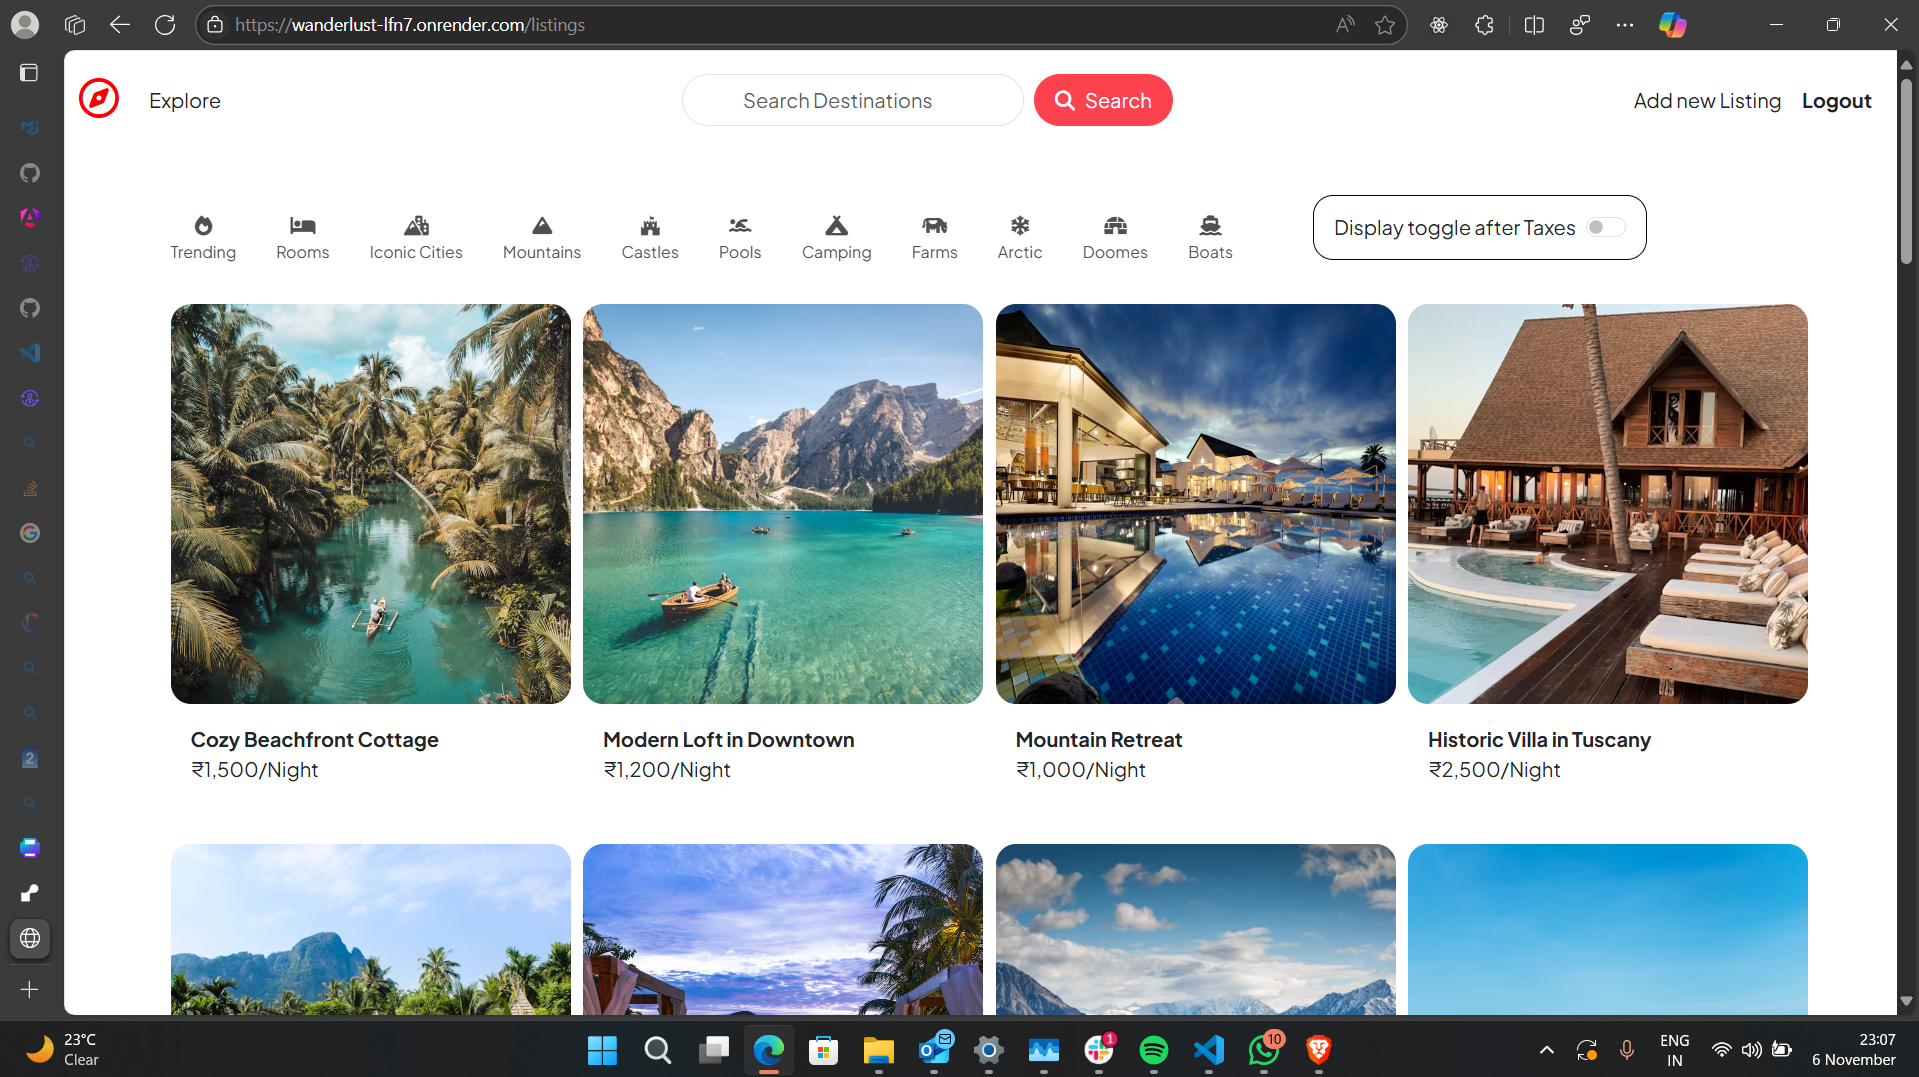 https://wanderlust-lfn7.onrender.com/listings
Explore
Search Destinations
Search
Add new Listing
Logout
Trending
Rooms
Iconic Cities
Mountains
Castles
Pools
Camping
Farms
Arctic
Doomes
Boats
Display toggle after Taxes
Cozy Beachfront Cottage
₹1,500/Night
Modern Loft in Downtown
₹1,200/Night
Mountain Retreat
₹1,000/Night
Historic Villa in Tuscany
₹2,500/Night
2
23°C
Clear
1
10
ENG
IN
23:07
6 November